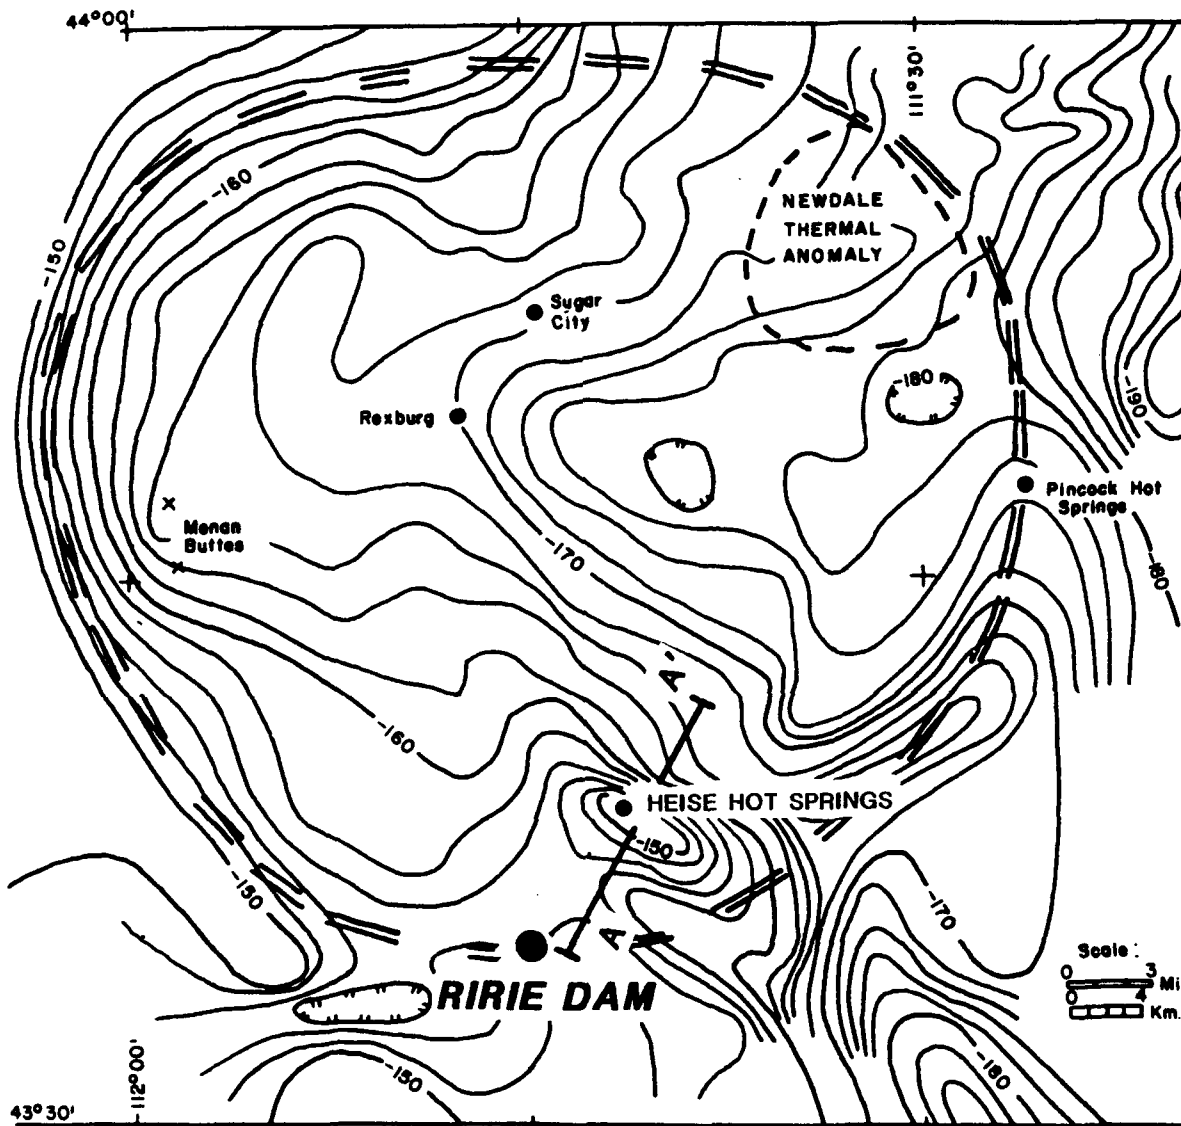 44°00'
111°30'
-160
-150
NEWDALE
THERMAL
ANOMALY
Sugar
City
-180
-190
Rexburg
Pincock Hot
Springs
Menan
Buttes
-170
-180
A'
-160
HEISE HOT SPRINGS
-150
-150
-170
A
Scale :
0 3
Mi
0 4
Km.
RIRIE DAM
-150
-180
112°00'
43°30'